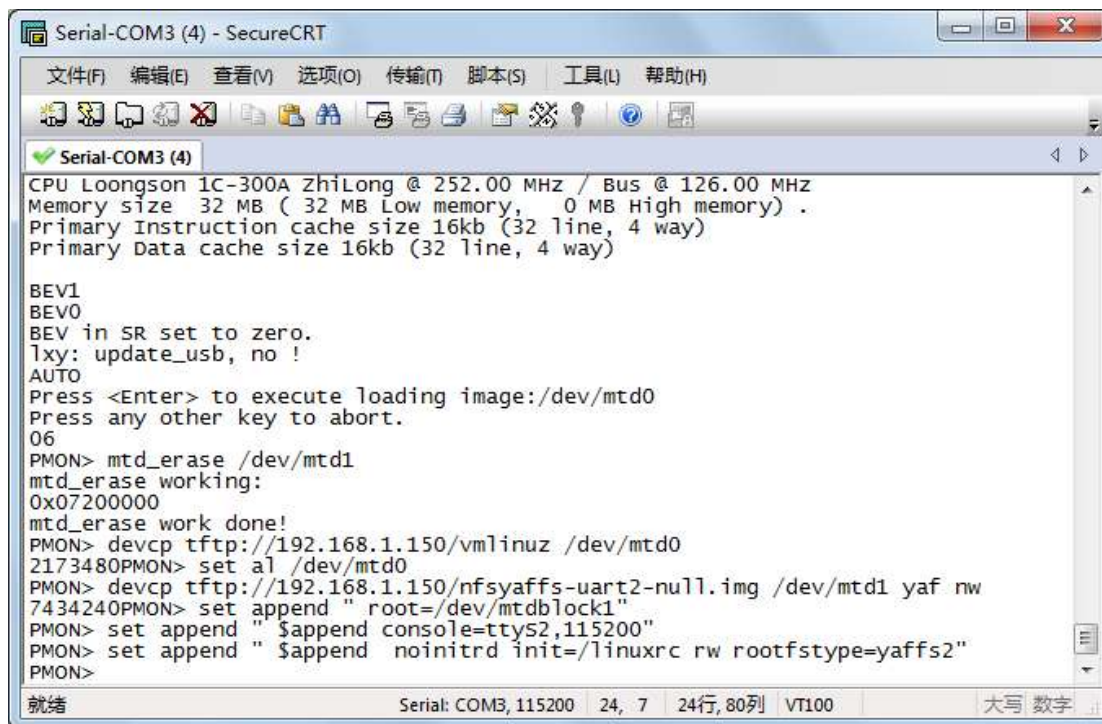 Serial-COM3 (4) - SecureCRT
文件(F) 编辑(E) 查看(V) 选项(O) 传输(T) 脚本(S) 工具(L) 帮助(H)
Serial-COM3 (4)
CPU Loongson 1C-300A ZhiLong @ 252.00 MHz / Bus @ 126.00 MHz
Memory size  32 MB ( 32 MB Low memory,   0 MB High memory) .
Primary Instruction cache size 16kb (32 line, 4 way)
Primary Data cache size 16kb (32 line, 4 way)
BEV1
BEV0
BEV in SR set to zero.
lxy: update_usb, no !
AUTO
Press <Enter> to execute loading image:/dev/mtd0
Press any other key to abort.
06
PMON> mtd_erase /dev/mtd1
mtd_erase working:
0x07200000
mtd_erase work done!
PMON> devcp tftp://192.168.1.150/vmlinuz /dev/mtd0
2173480PMON> set al /dev/mtd0
PMON> devcp tftp://192.168.1.150/nfsyaffs-uart2-null.img /dev/mtd1 yaf nw
7434240PMON> set append " root=/dev/mtdblock1"
PMON> set append " $append console=ttyS2,115200"
PMON> set append " $append  noinitrd init=/linuxrc rw rootfstype=yaffs2"
PMON>
就绪 Serial: COM3, 115200 24, 7 24行, 80列 VT100 大写 数字